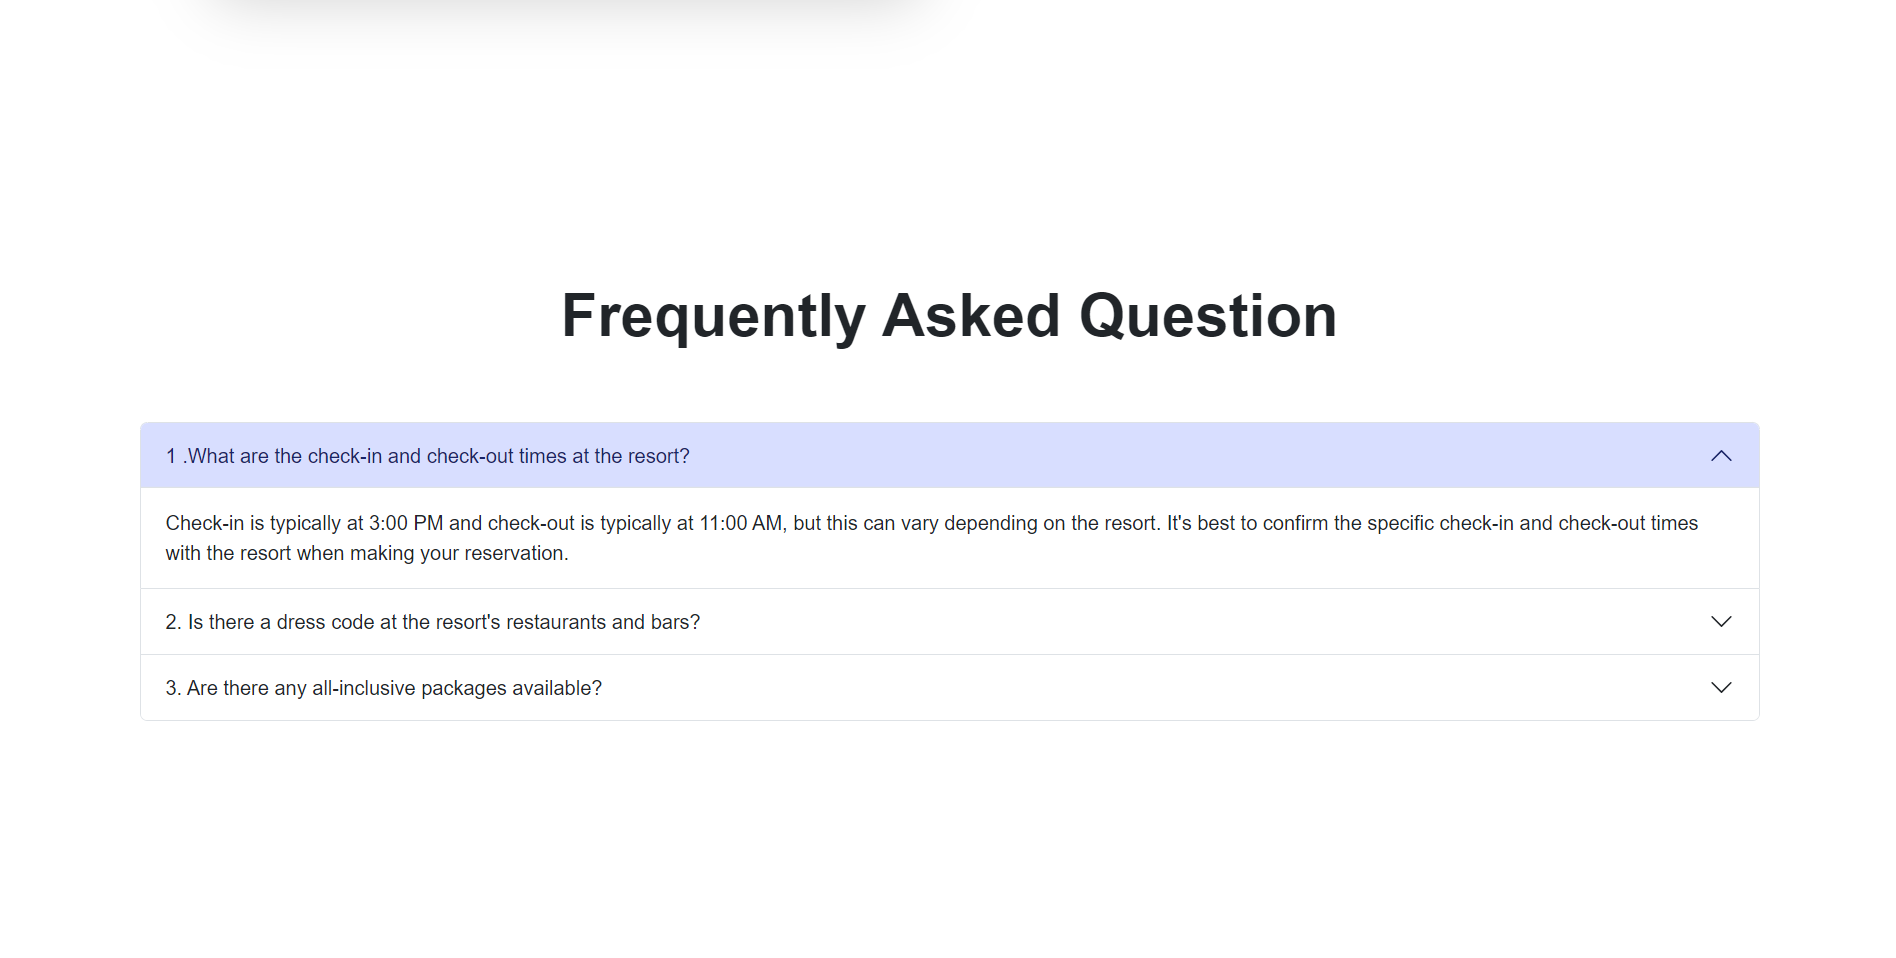 Frequently Asked Question
1 .What are the check-in and check-out times at the resort?
Check-in is typically at 3:00 PM and check-out is typically at 11:00 AM, but this can vary depending on the resort. It's best to confirm the specific check-in and check-out times
with the resort when making your reservation.
2. Is there a dress code at the resort's restaurants and bars?
3. Are there any all-inclusive packages available?